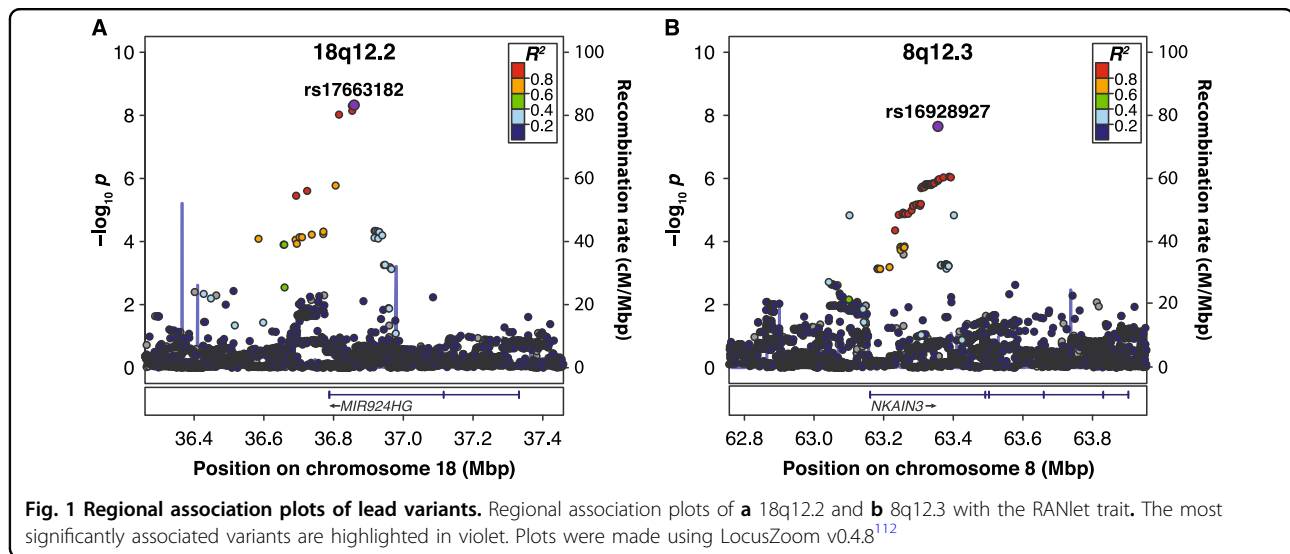 A
18q12.2
rs17663182
R²
0.8
0.6
0.4
0.2
10
8
6
4
2
0
100
80
60
40
20
0
−log₁₀ p
Recombination rate (cM/Mbp)
←MIR924HG
36.4 36.6 36.8 37.0 37.2 37.4
Position on chromosome 18 (Mbp)
B
8q12.3
rs16928927
R²
0.8
0.6
0.4
0.2
10
8
6
4
2
0
100
80
60
40
20
0
−log₁₀ p
Recombination rate (cM/Mbp)
NKAIN3→
62.8 63.0 63.2 63.4 63.6 63.8
Position on chromosome 8 (Mbp)
Fig. 1 Regional association plots of lead variants. Regional association plots of a 18q12.2 and b 8q12.3 with the RANlet trait. The most
significantly associated variants are highlighted in violet. Plots were made using LocusZoom v0.4.8¹¹²